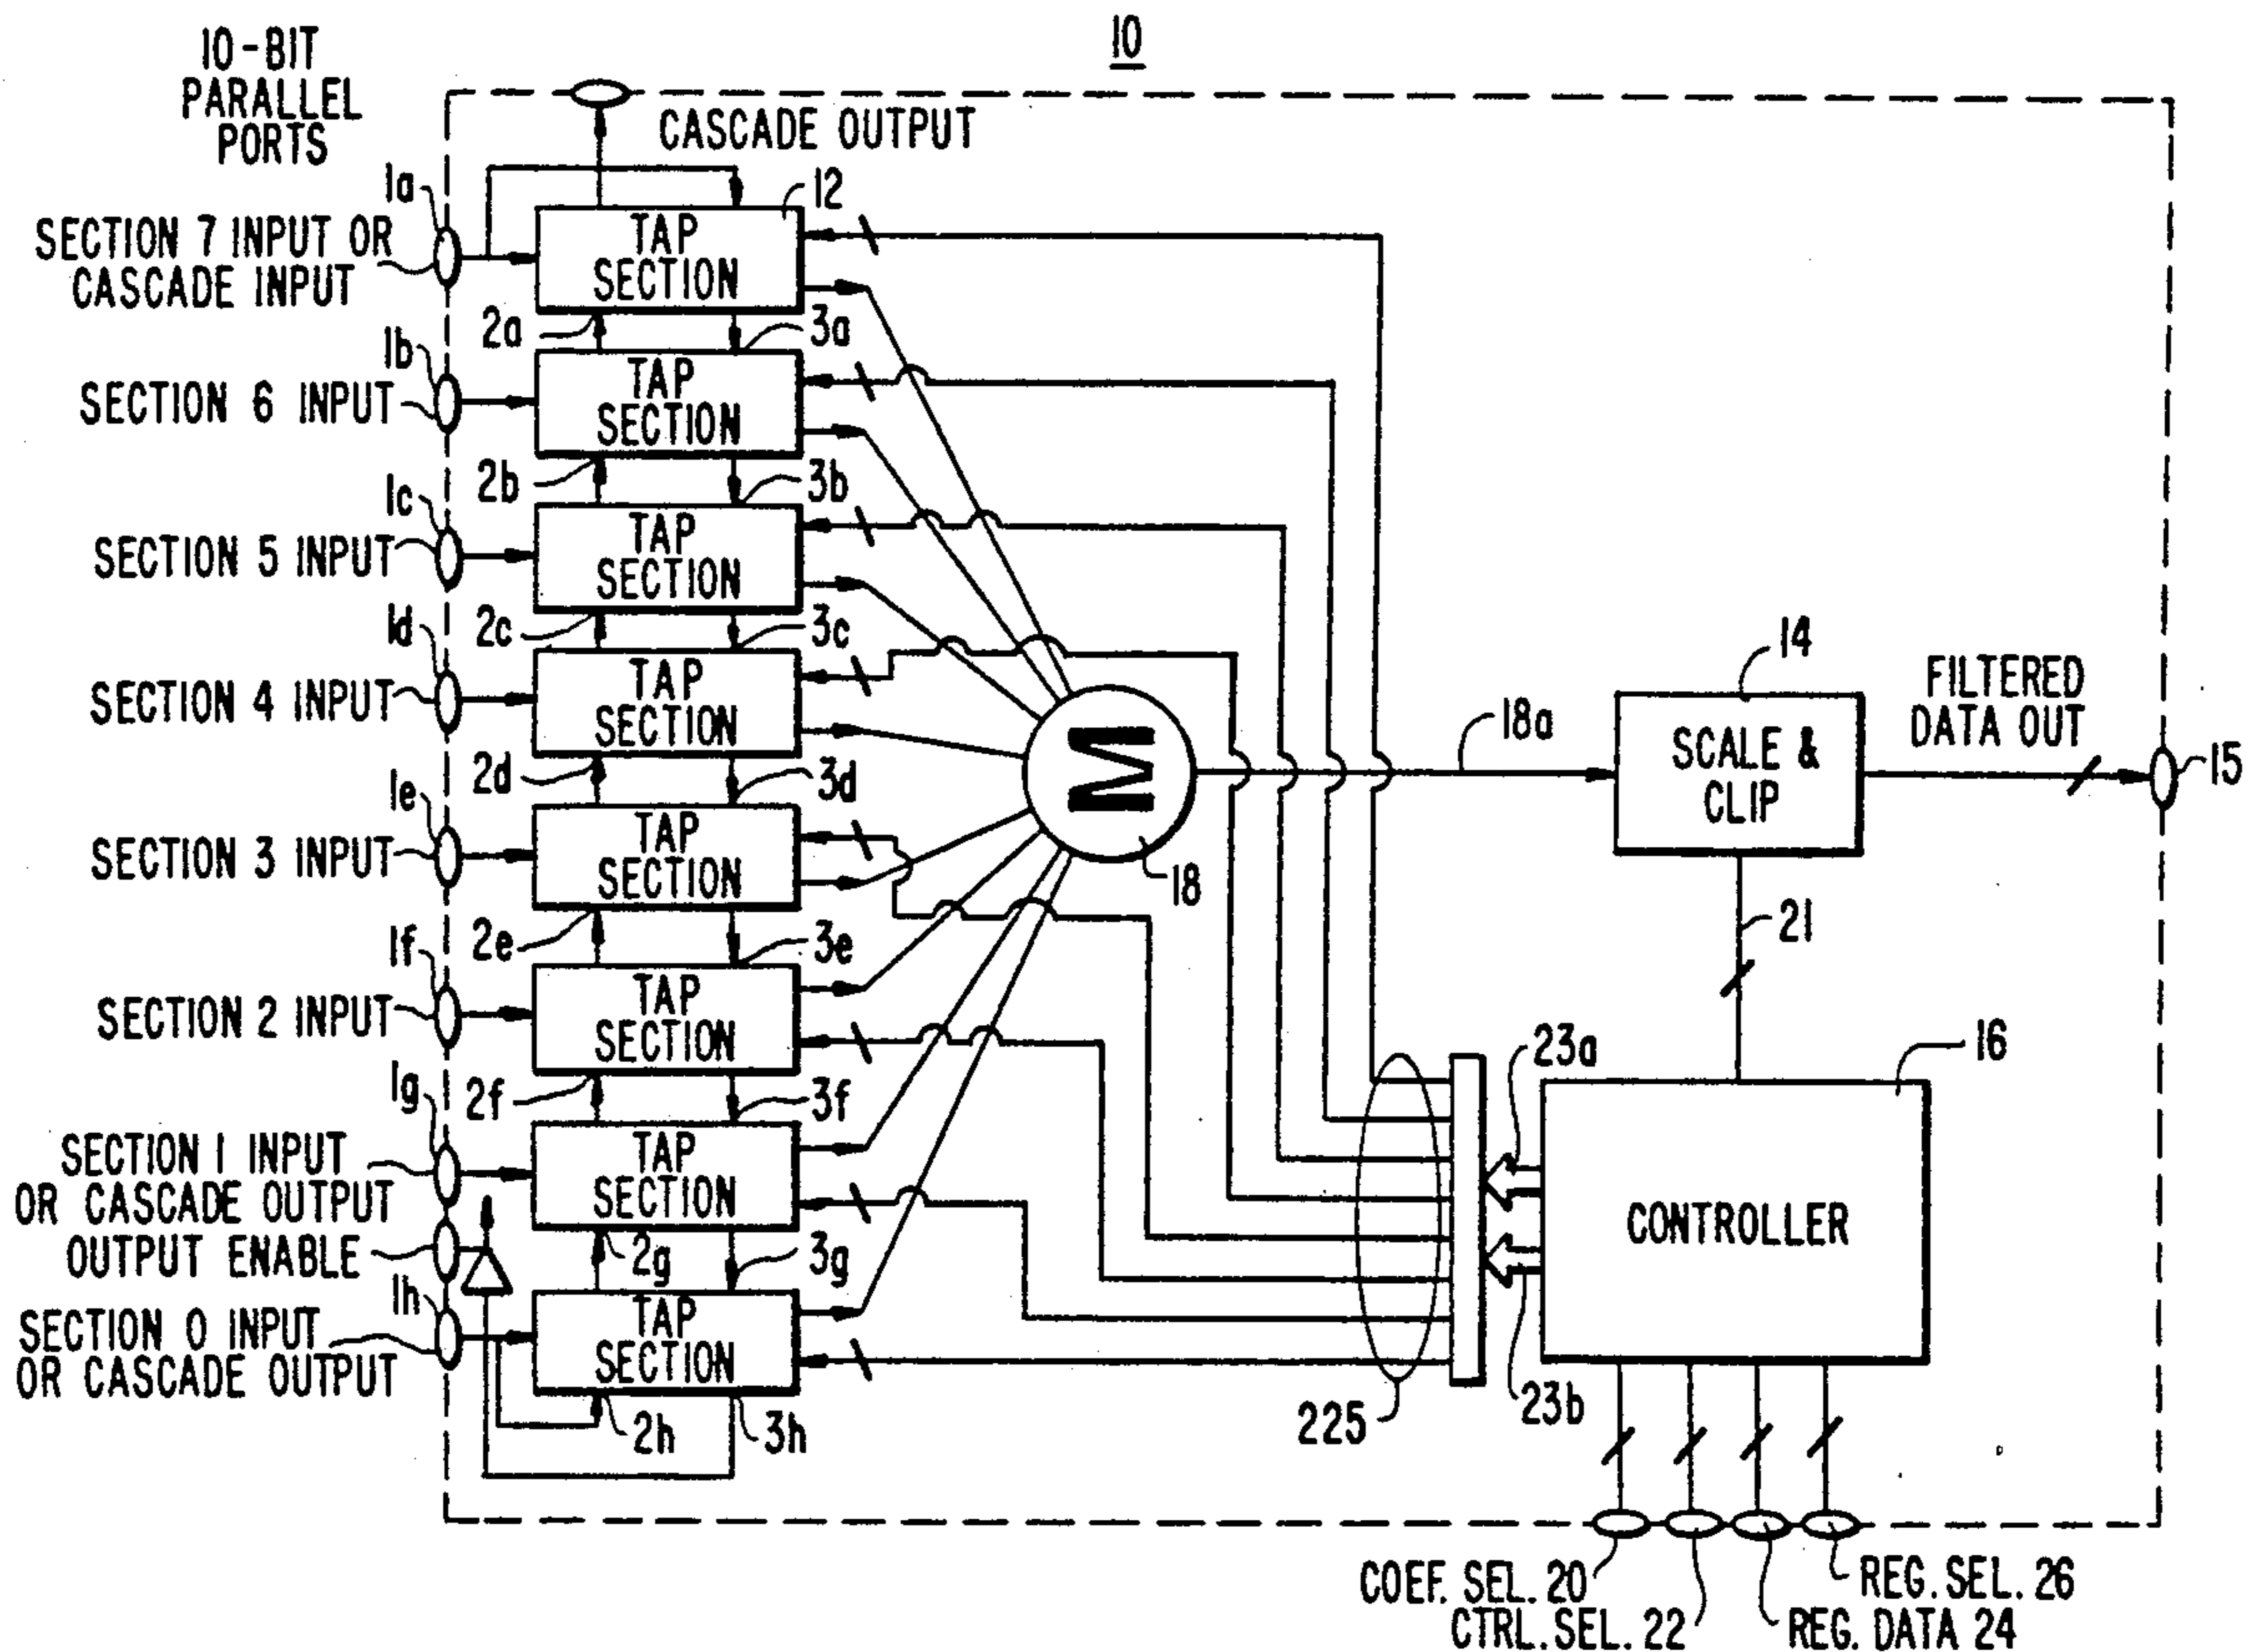 10
10-BIT
PARALLEL
PORTS
CASCADE OUTPUT
1a
12
SECTION 7 INPUT OR
CASCADE INPUT
TAP
SECTION
2a
3a
1b
SECTION 6 INPUT
TAP
SECTION
2b
3b
1c
SECTION 5 INPUT
TAP
SECTION
2c
3c
1d
SECTION 4 INPUT
TAP
SECTION
2d
3d
1e
SECTION 3 INPUT
TAP
SECTION
2e
3e
1f
SECTION 2 INPUT
TAP
SECTION
2f
3f
1g
SECTION 1 INPUT
OR CASCADE OUTPUT
TAP
SECTION
OUTPUT ENABLE
2g
3g
1h
SECTION 0 INPUT
OR CASCADE OUTPUT
TAP
SECTION
2h
3h
Σ
18
18a
14
SCALE &
CLIP
FILTERED
DATA OUT
15
21
16
23a
CONTROLLER
23b
225
COEF. SEL. 20
CTRL. SEL. 22
REG. DATA 24
REG. SEL. 26